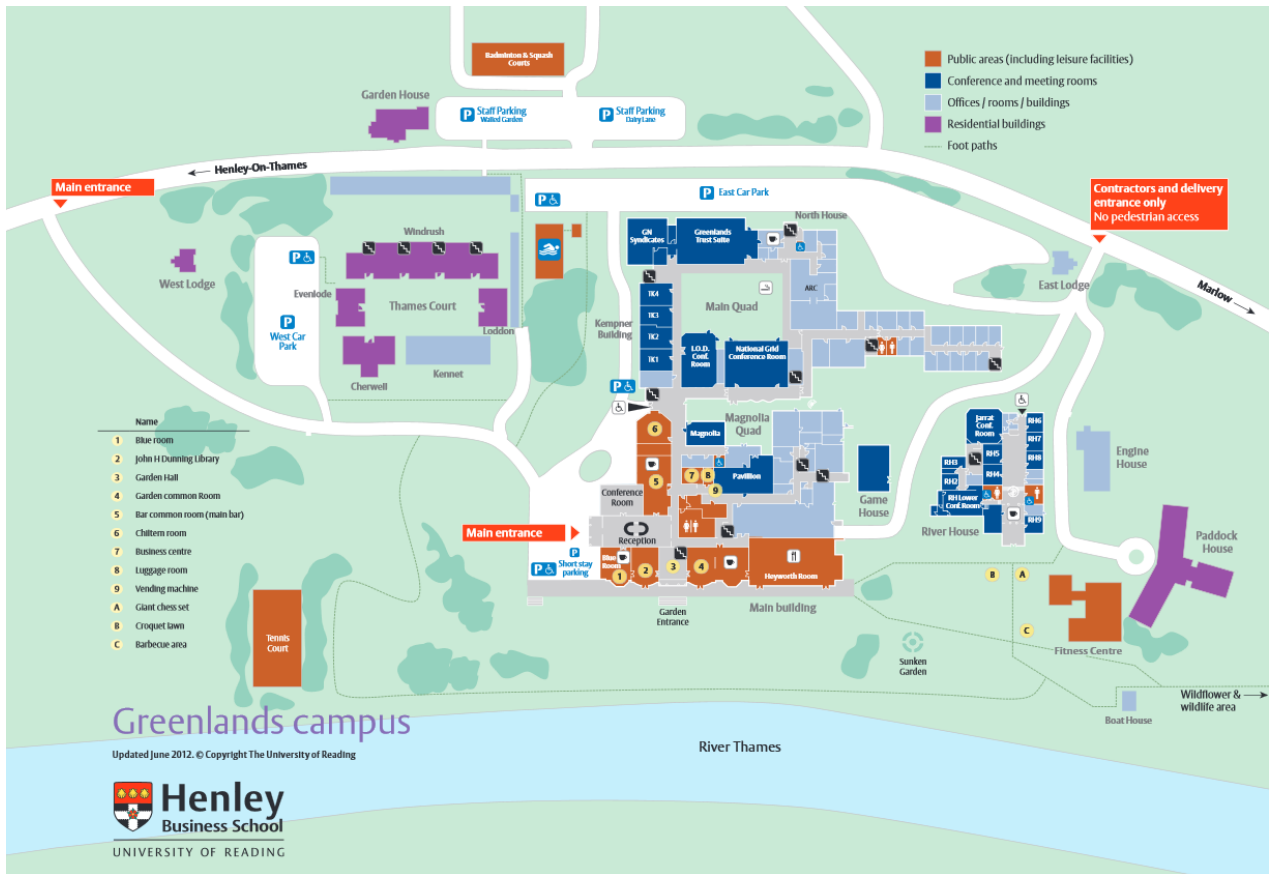 Badminton & Squash
Courts
Garden House
P Staff Parking
Walled Garden
P Staff Parking
Dairy Lane
Public areas (including leisure facilities)
Conference and meeting rooms
Offices / rooms / buildings
Residential buildings
Foot paths
Henley-On-Thames
Main entrance
P East Car Park
Contractors and delivery
entrance only
No pedestrian access
P
North House
GN
Syndicates
Greenlands
Trust Suite
Windrush
West Lodge
P
East Lodge
Marlow
Evenlode
Thames Court
Loddon
P
West Car
Park
Cherwell
Kennet
Kempner
Building
TK4
TK3
TK2
TK1
Main Quad
ARC
I.O.D.
Conf.
Room
National Grid
Conference Room
P
Magnolia
Quad
Magnolia
6
5
7
8
9
Pavillion
Jarrat
Conf.
Room
RH6
RH7
RH8
RH5
RH4
RH3
RH2
RH Lower
Conf.Room
RH9
River House
Engine
House
Game
House
Paddock
House
Name
1 Blue room
2 John H Dunning Library
3 Garden Hall
4 Garden common Room
5 Bar common room (main bar)
6 Chiltern room
7 Business centre
8 Luggage room
9 Vending machine
A Giant chess set
B Croquet lawn
C Barbecue area
Conference
Room
Main entrance
Reception
P
Short stay
parking
P
Blue
Room
1
2
3
4
Heyworth Room
Garden
Entrance
Main building
B
A
C
Fitness Centre
Tennis
Court
Sunken
Garden
Boat House
Wildflower &
wildlife area
Greenlands campus
Updated June 2012. © Copyright The University of Reading
River Thames
Henley
Business School
UNIVERSITY OF READING